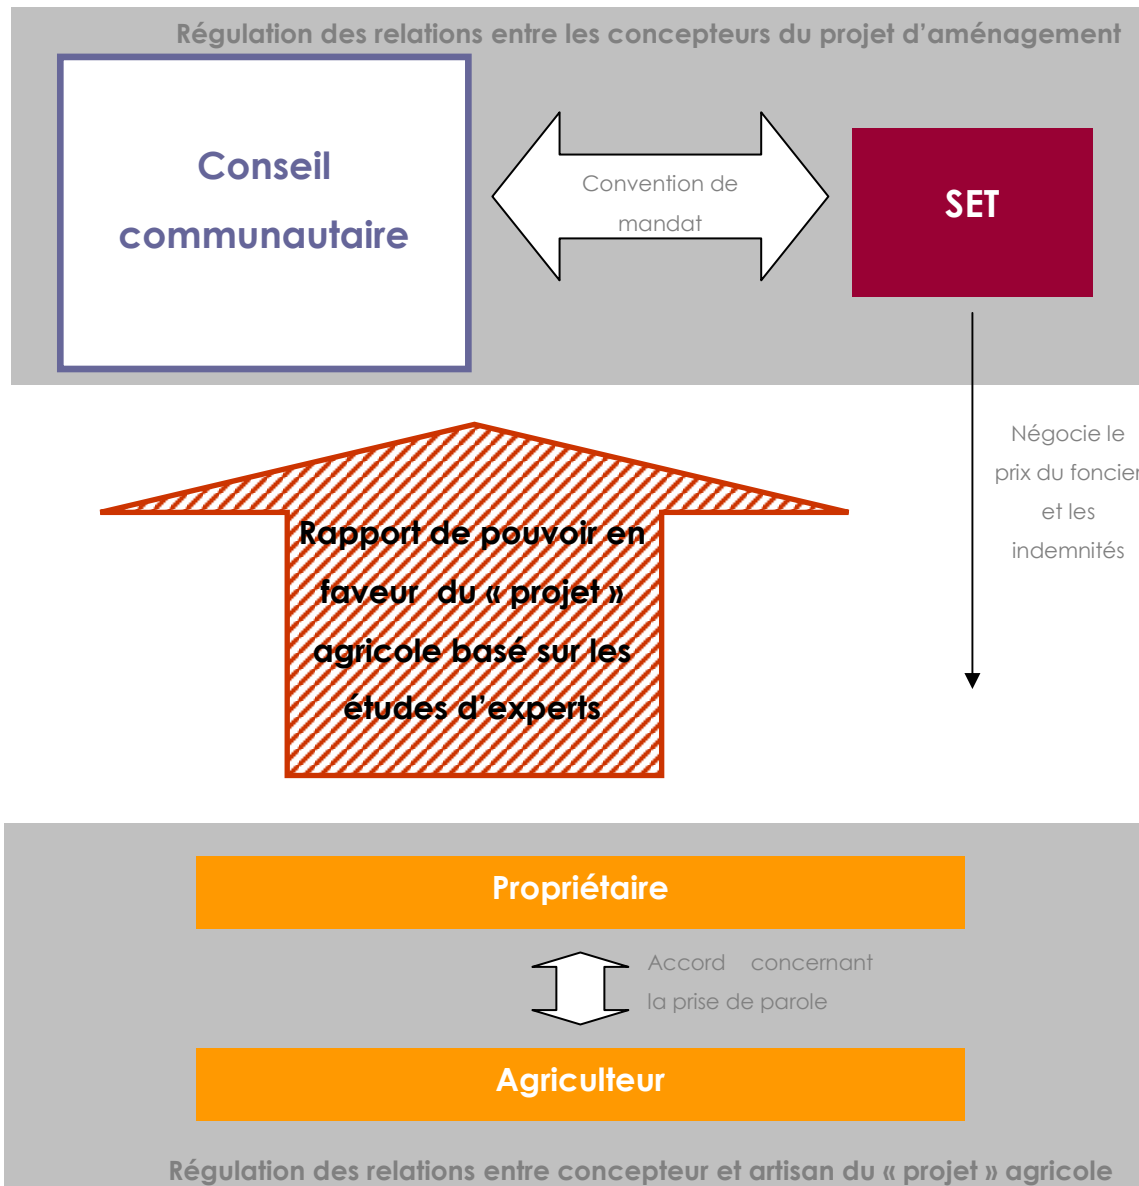 Régulation des relations entre les concepteurs du projet d’aménagement
Conseil
communautaire
Convention de
mandat
SET
Négocie le
prix du foncier
et les
indemnités
Rapport de pouvoir en
faveur du « projet »
agricole basé sur les
études d’experts
Propriétaire
Accord concernant
la prise de parole
Agriculteur
Régulation des relations entre concepteur et artisan du « projet » agricole